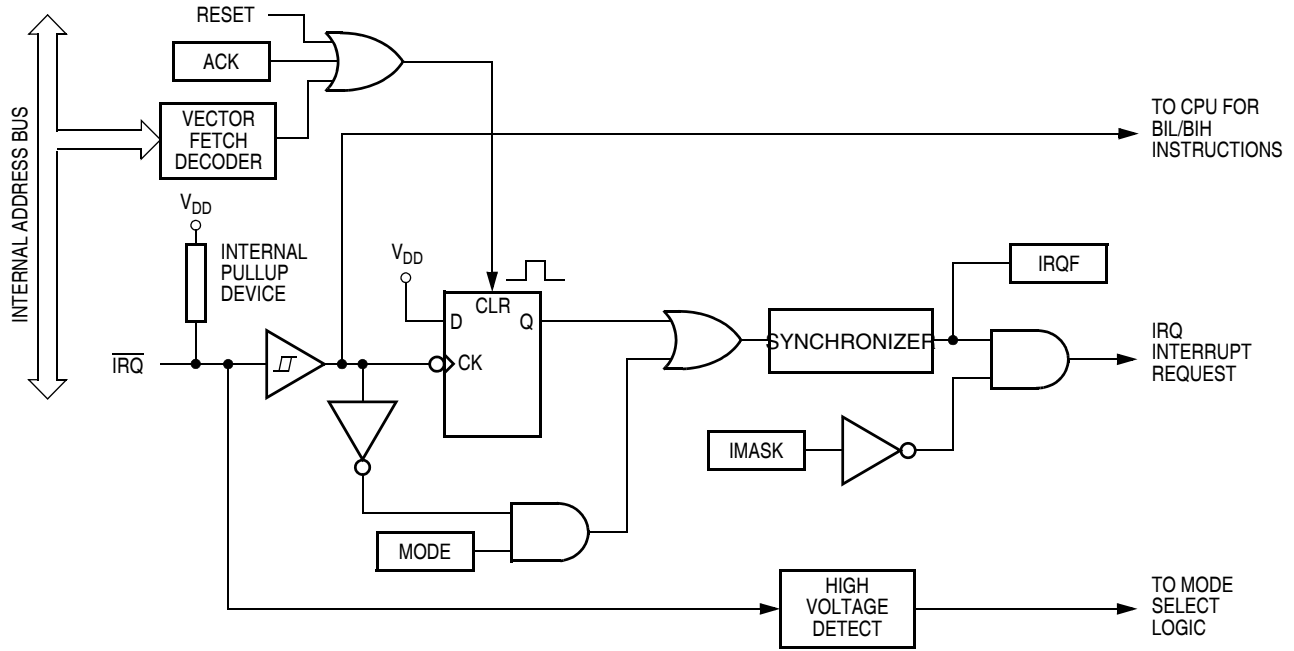 RESET
ACK
INTERNAL ADDRESS BUS
VECTOR
FETCH
DECODER
TO CPU FOR
BIL/BIH
INSTRUCTIONS
VDD
INTERNAL
PULLUP
DEVICE
VDD
CLR
D
Q
CK
IRQF
SYNCHRONIZER
IRQ
IRQ
INTERRUPT
REQUEST
IMASK
MODE
HIGH
VOLTAGE
DETECT
TO MODE
SELECT
LOGIC